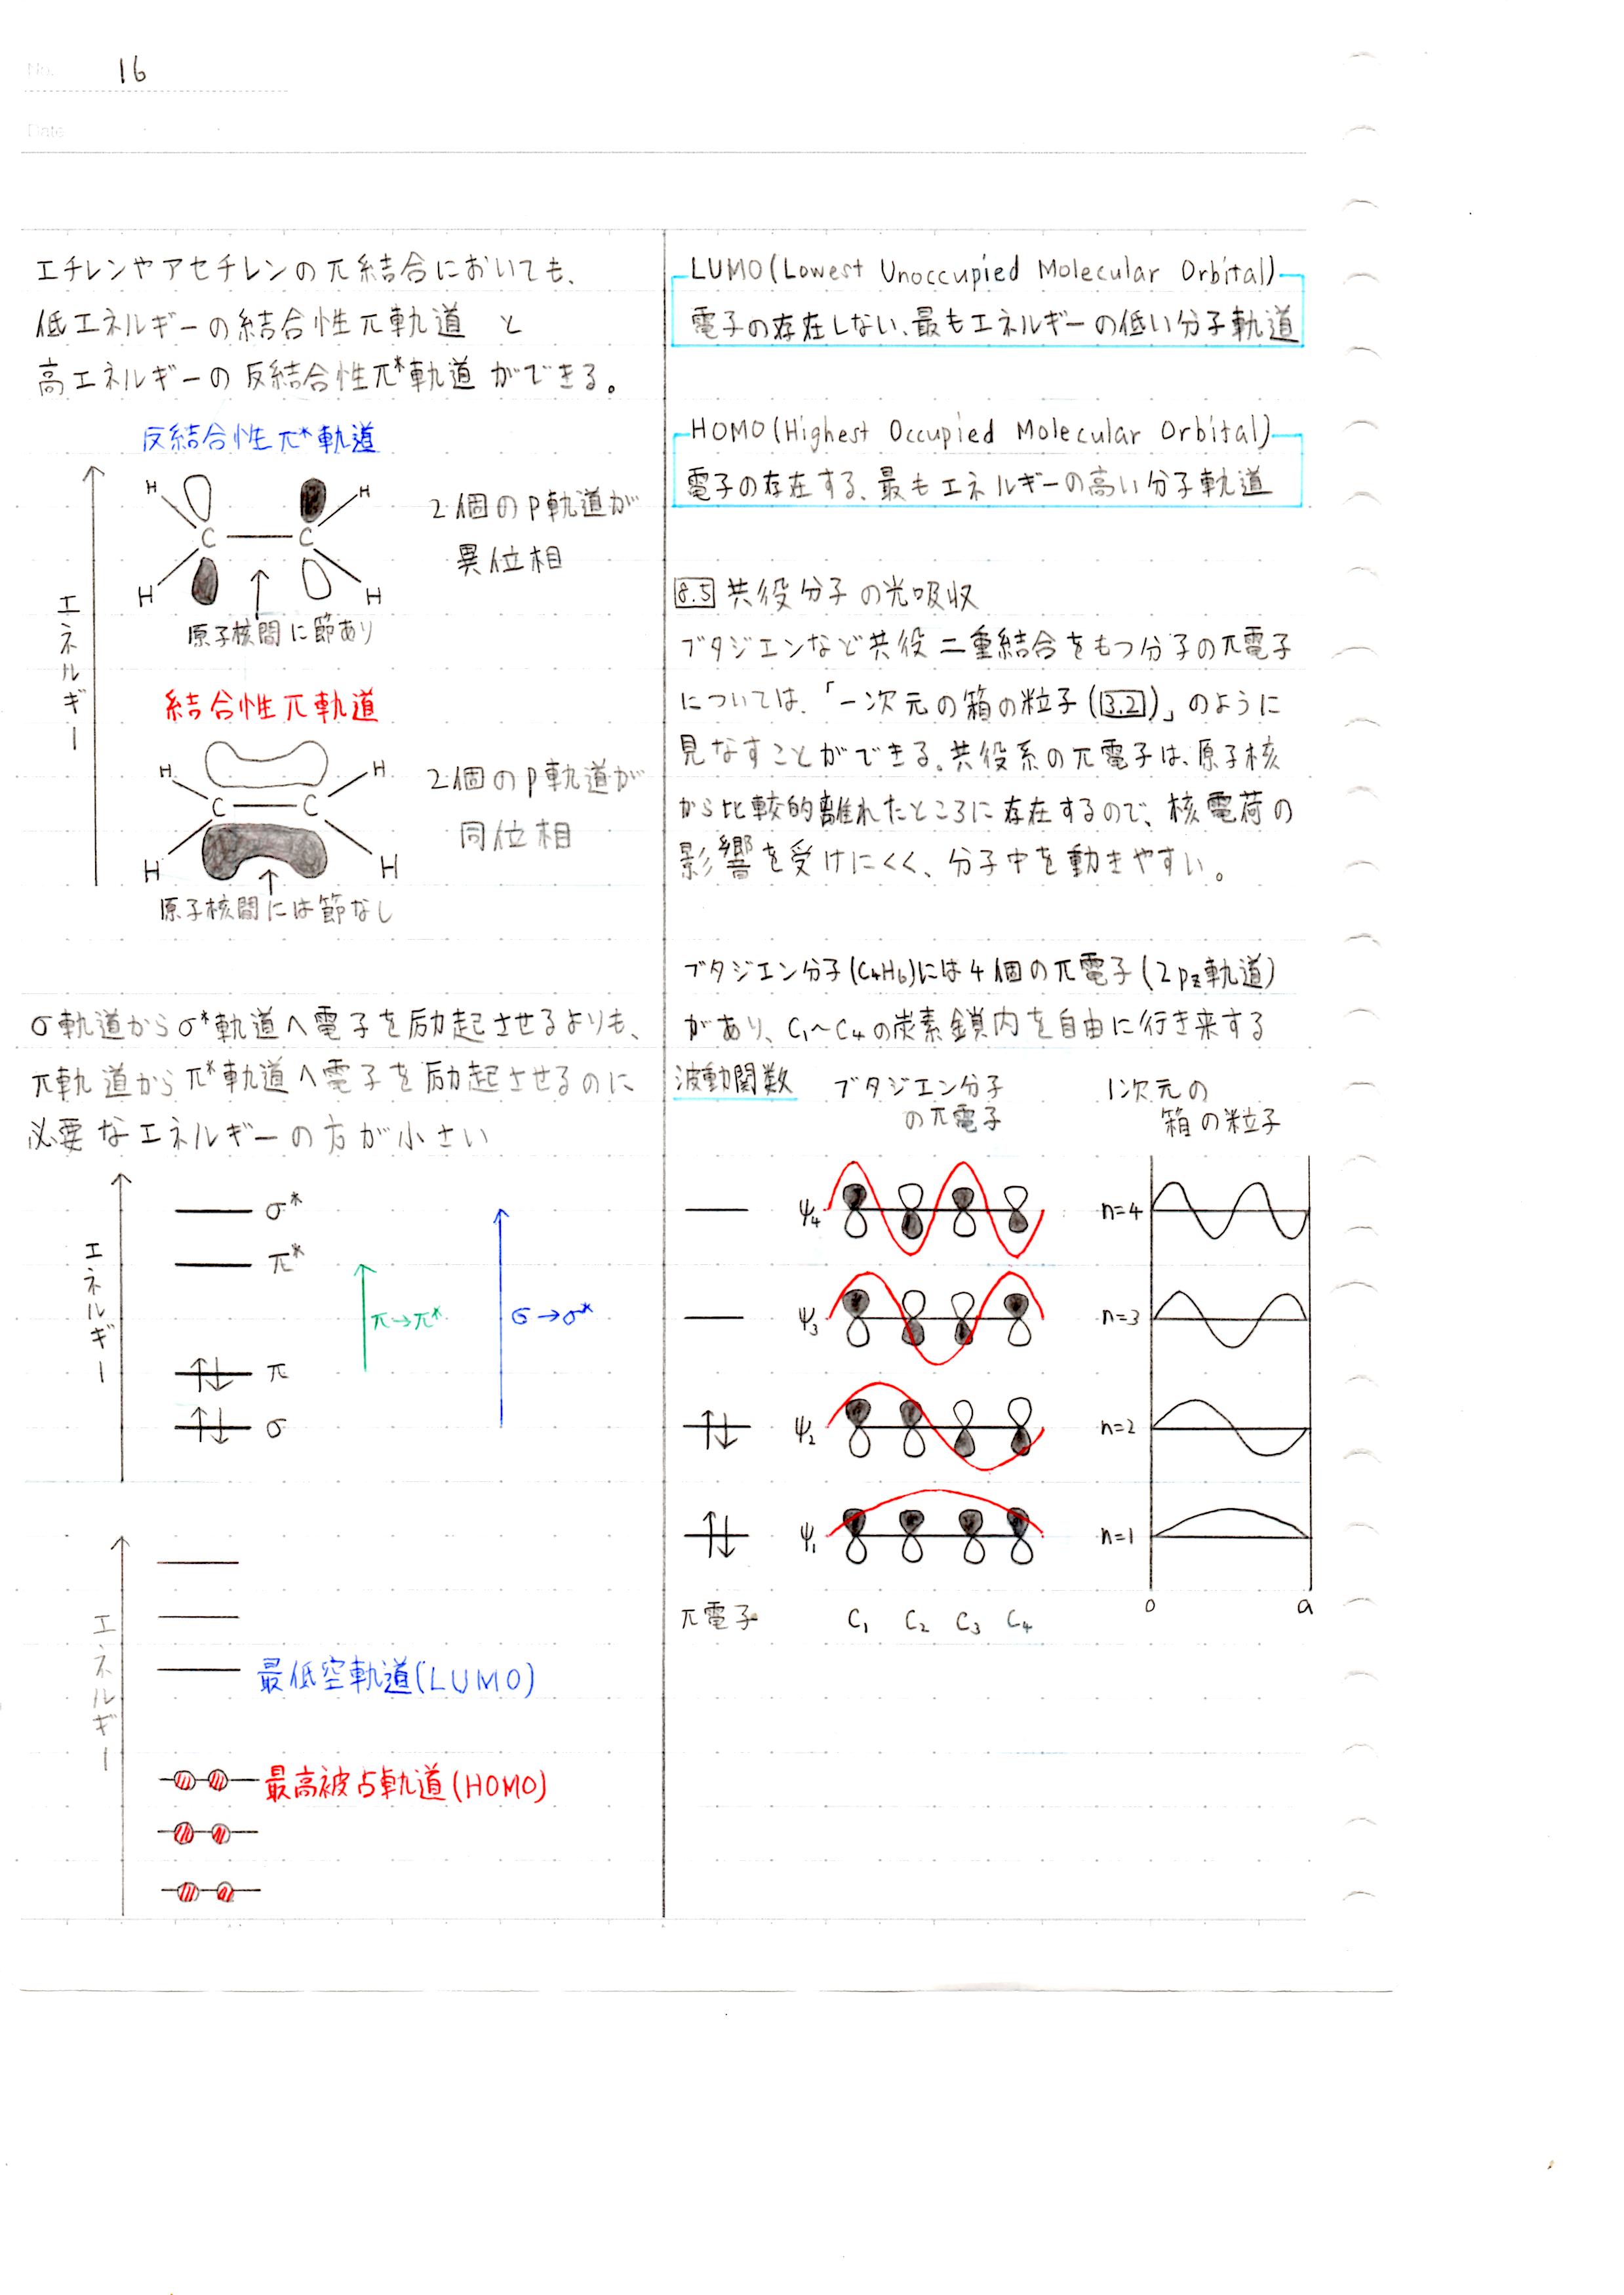 No. 16
Date
エチレンやアセチレンのπ結合においても、
低エネルギーの結合性π軌道 と
高エネルギーの反結合性π*軌道ができる。
反結合性π*軌道
エネルギー
H H
C C
H H
2個のp軌道が
異位相
原子核間に節あり
結合性π軌道
H H
C C
H H
2個のp軌道が
同位相
原子核間には節なし
σ軌道からσ*軌道へ電子を励起させるよりも、
π軌道からπ*軌道へ電子を励起させるのに
必要なエネルギーの方が小さい
エネルギー
σ*
π*
π
σ
π→π*
σ→σ*
エネルギー
最低空軌道(LUMO)
最高被占軌道(HOMO)
LUMO(Lowest Unoccupied Molecular Orbital)
電子の存在しない、最もエネルギーの低い分子軌道
HOMO(Highest Occupied Molecular Orbital)
電子の存在する、最もエネルギーの高い分子軌道
8.5 共役分子の光吸収
ブタジエンなど共役二重結合をもつ分子のπ電子
については、「一次元の箱の粒子(3.2)」のように
見なすことができる。共役系のπ電子は、原子核
から比較的離れたところに存在するので、核電荷の
影響を受けにくく、分子中を動きやすい。
ブタジエン分子(C₄H₆)には4個のπ電子(2pz軌道)
があり、C₁〜C₄の炭素鎖内を自由に行き来する
波動関数
ブタジエン分子
のπ電子
1次元の
箱の粒子
ψ₄ n=4
ψ₃ n=3
ψ₂ n=2
ψ₁ n=1
0 a
π電子 C₁ C₂ C₃ C₄